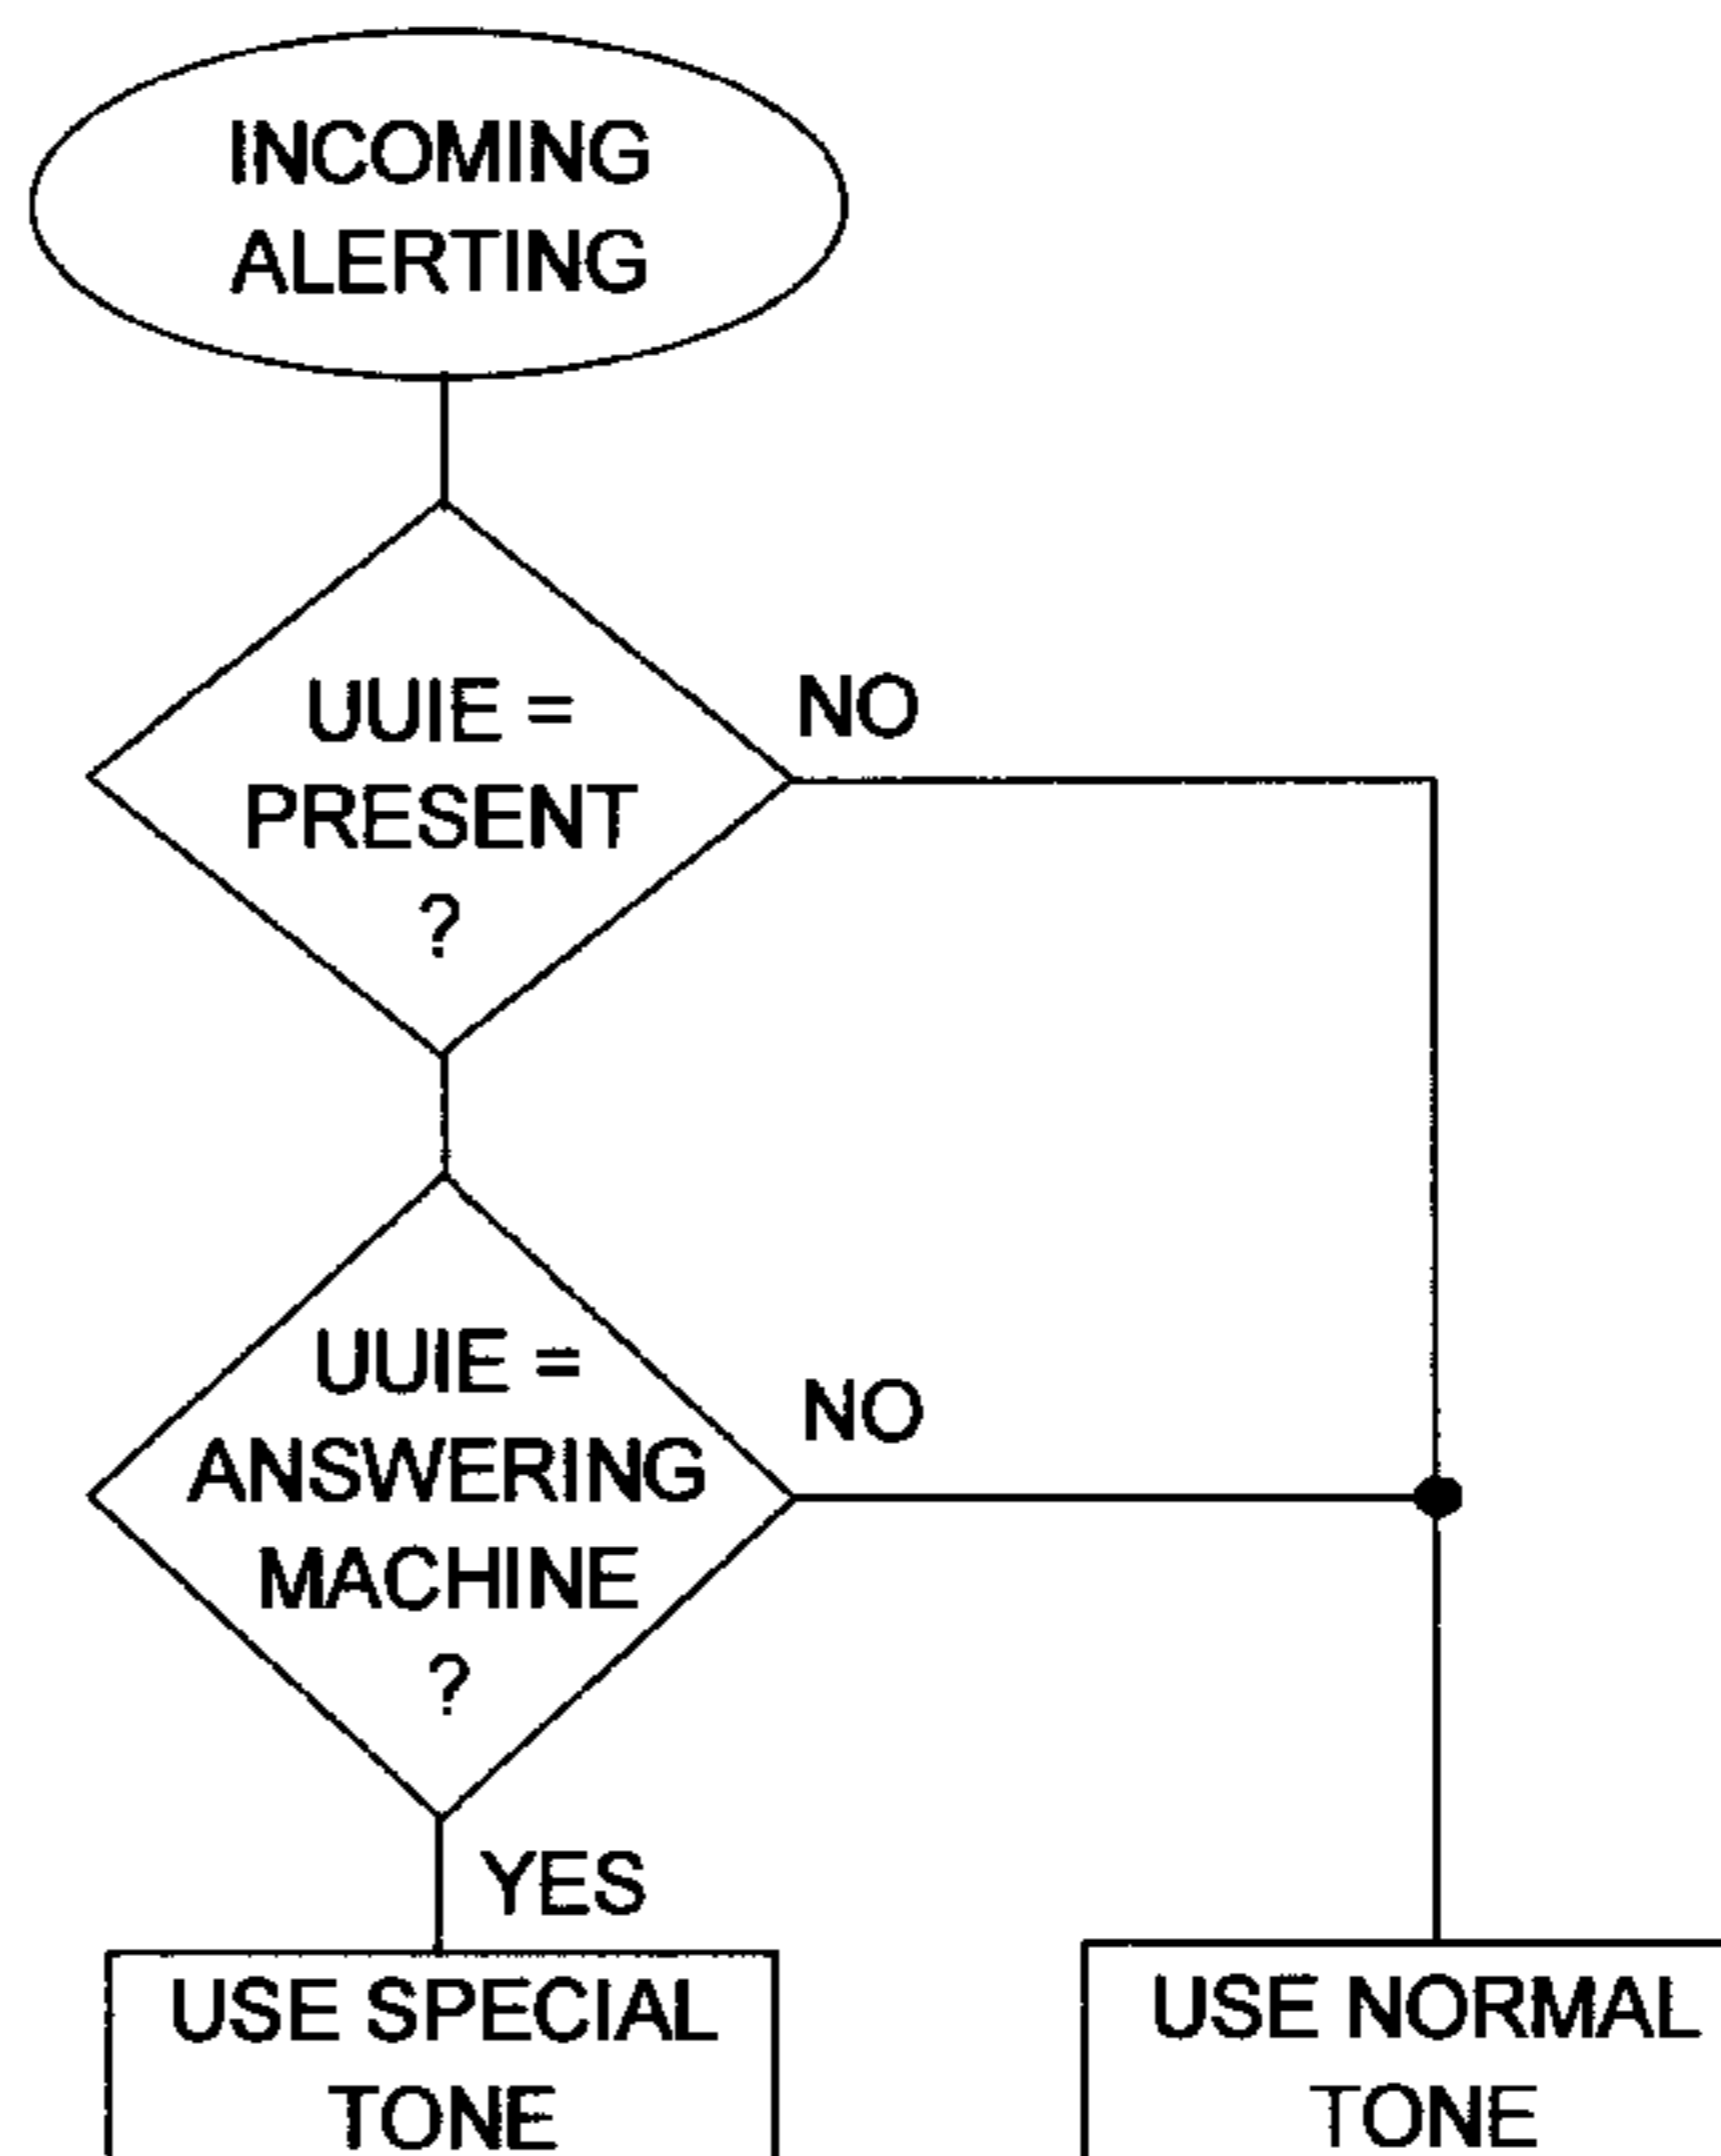 INCOMING
ALERTING
UUIE =
PRESENT
?
NO
UUIE =
ANSWERING
MACHINE
?
NO
YES
USE SPECIAL
TONE
USE NORMAL
TONE